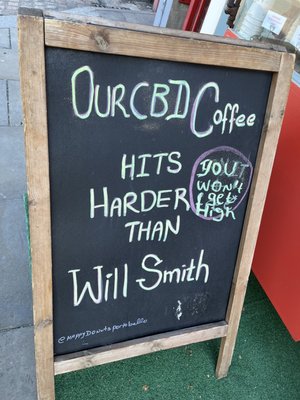 OUR CBD Coffee
HITS
HARDER
THAN
Will Smith
YOU
WON't
get
HigH
@HAPPYDONutsportobello